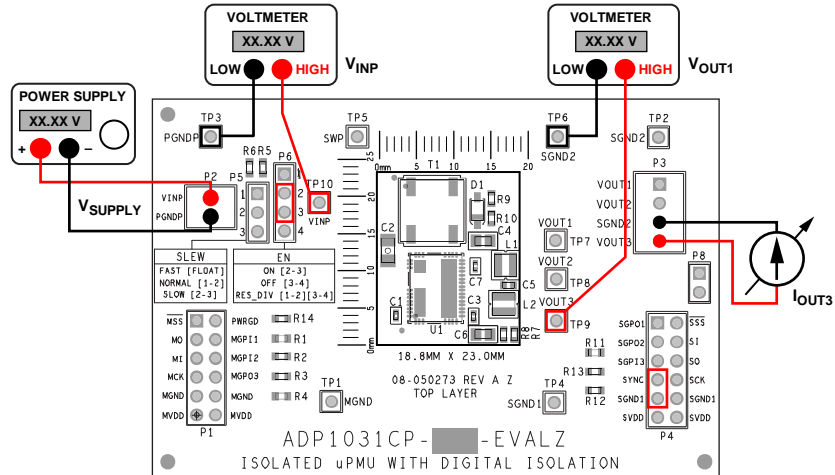 VOLTMETER
XX.XX V
LOW HIGH
VINP
VOLTMETER
XX.XX V
LOW HIGH
VOUT1
POWER SUPPLY
XX.XX V
+ −
VSUPPLY
TP3
PGNDP
TP5
SWP
TP6
SGND2
TP2
SGND2
R6 R5
P6
1
2
3
4
TP10
VINP
P2
VINP
PGNDP
P5
1
2
3
SLEW
FAST [FLOAT]
NORMAL [1-2]
SLOW [2-3]
EN
ON [2-3]
OFF [3-4]
RES_DIV [1-2][3-4]
0mm 5 10 15 20
25
20
15
10
5
0mm
T1
D1
R9
R10
C2
C4
L1
C7
C5
C1
U1
C3
L2
C6
R8
R7
VOUT1
TP7
VOUT2
TP8
VOUT3
TP9
P3
VOUT1
VOUT2
SGND2
VOUT3
IOUT3
P8
MSS PWRGD
MO MGPI1
MI MGPI2
MCK MGPO3
MGND MGND
MVDD MVDD
P1
R14
R1
R2
R3
R4
TP1
MGND
18.8MM X 23.0MM
08-050273 REV A Z
TOP LAYER
TP4
SGND1
R11
R13
R12
SGPO1 SSS
SGPO2 SI
SGPI3 SO
SYNC SCK
SGND1 SGND1
SVDD SVDD
P4
ADP1031CP- -EVALZ
ISOLATED uPMU WITH DIGITAL ISOLATION